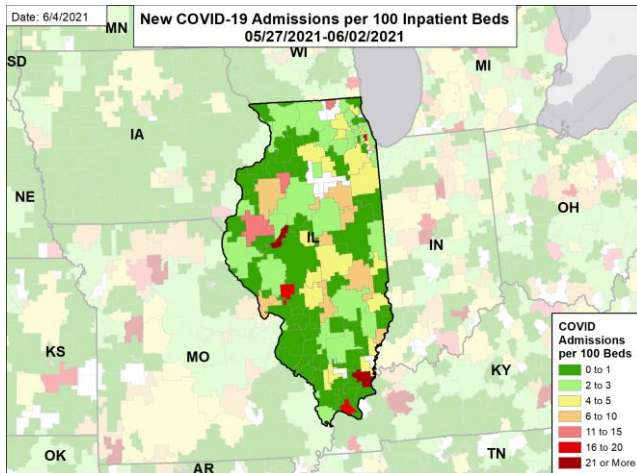 Date: 6/4/2021
New COVID-19 Admissions per 100 Inpatient Beds
05/27/2021-06/02/2021
MN
SD
WI
MI
IA
NE
IL
IN
OH
KS
MO
KY
OK
AR
TN
COVID
Admissions
per 100 Beds
0 to 1
2 to 3
4 to 5
6 to 10
11 to 15
16 to 20
21 or More